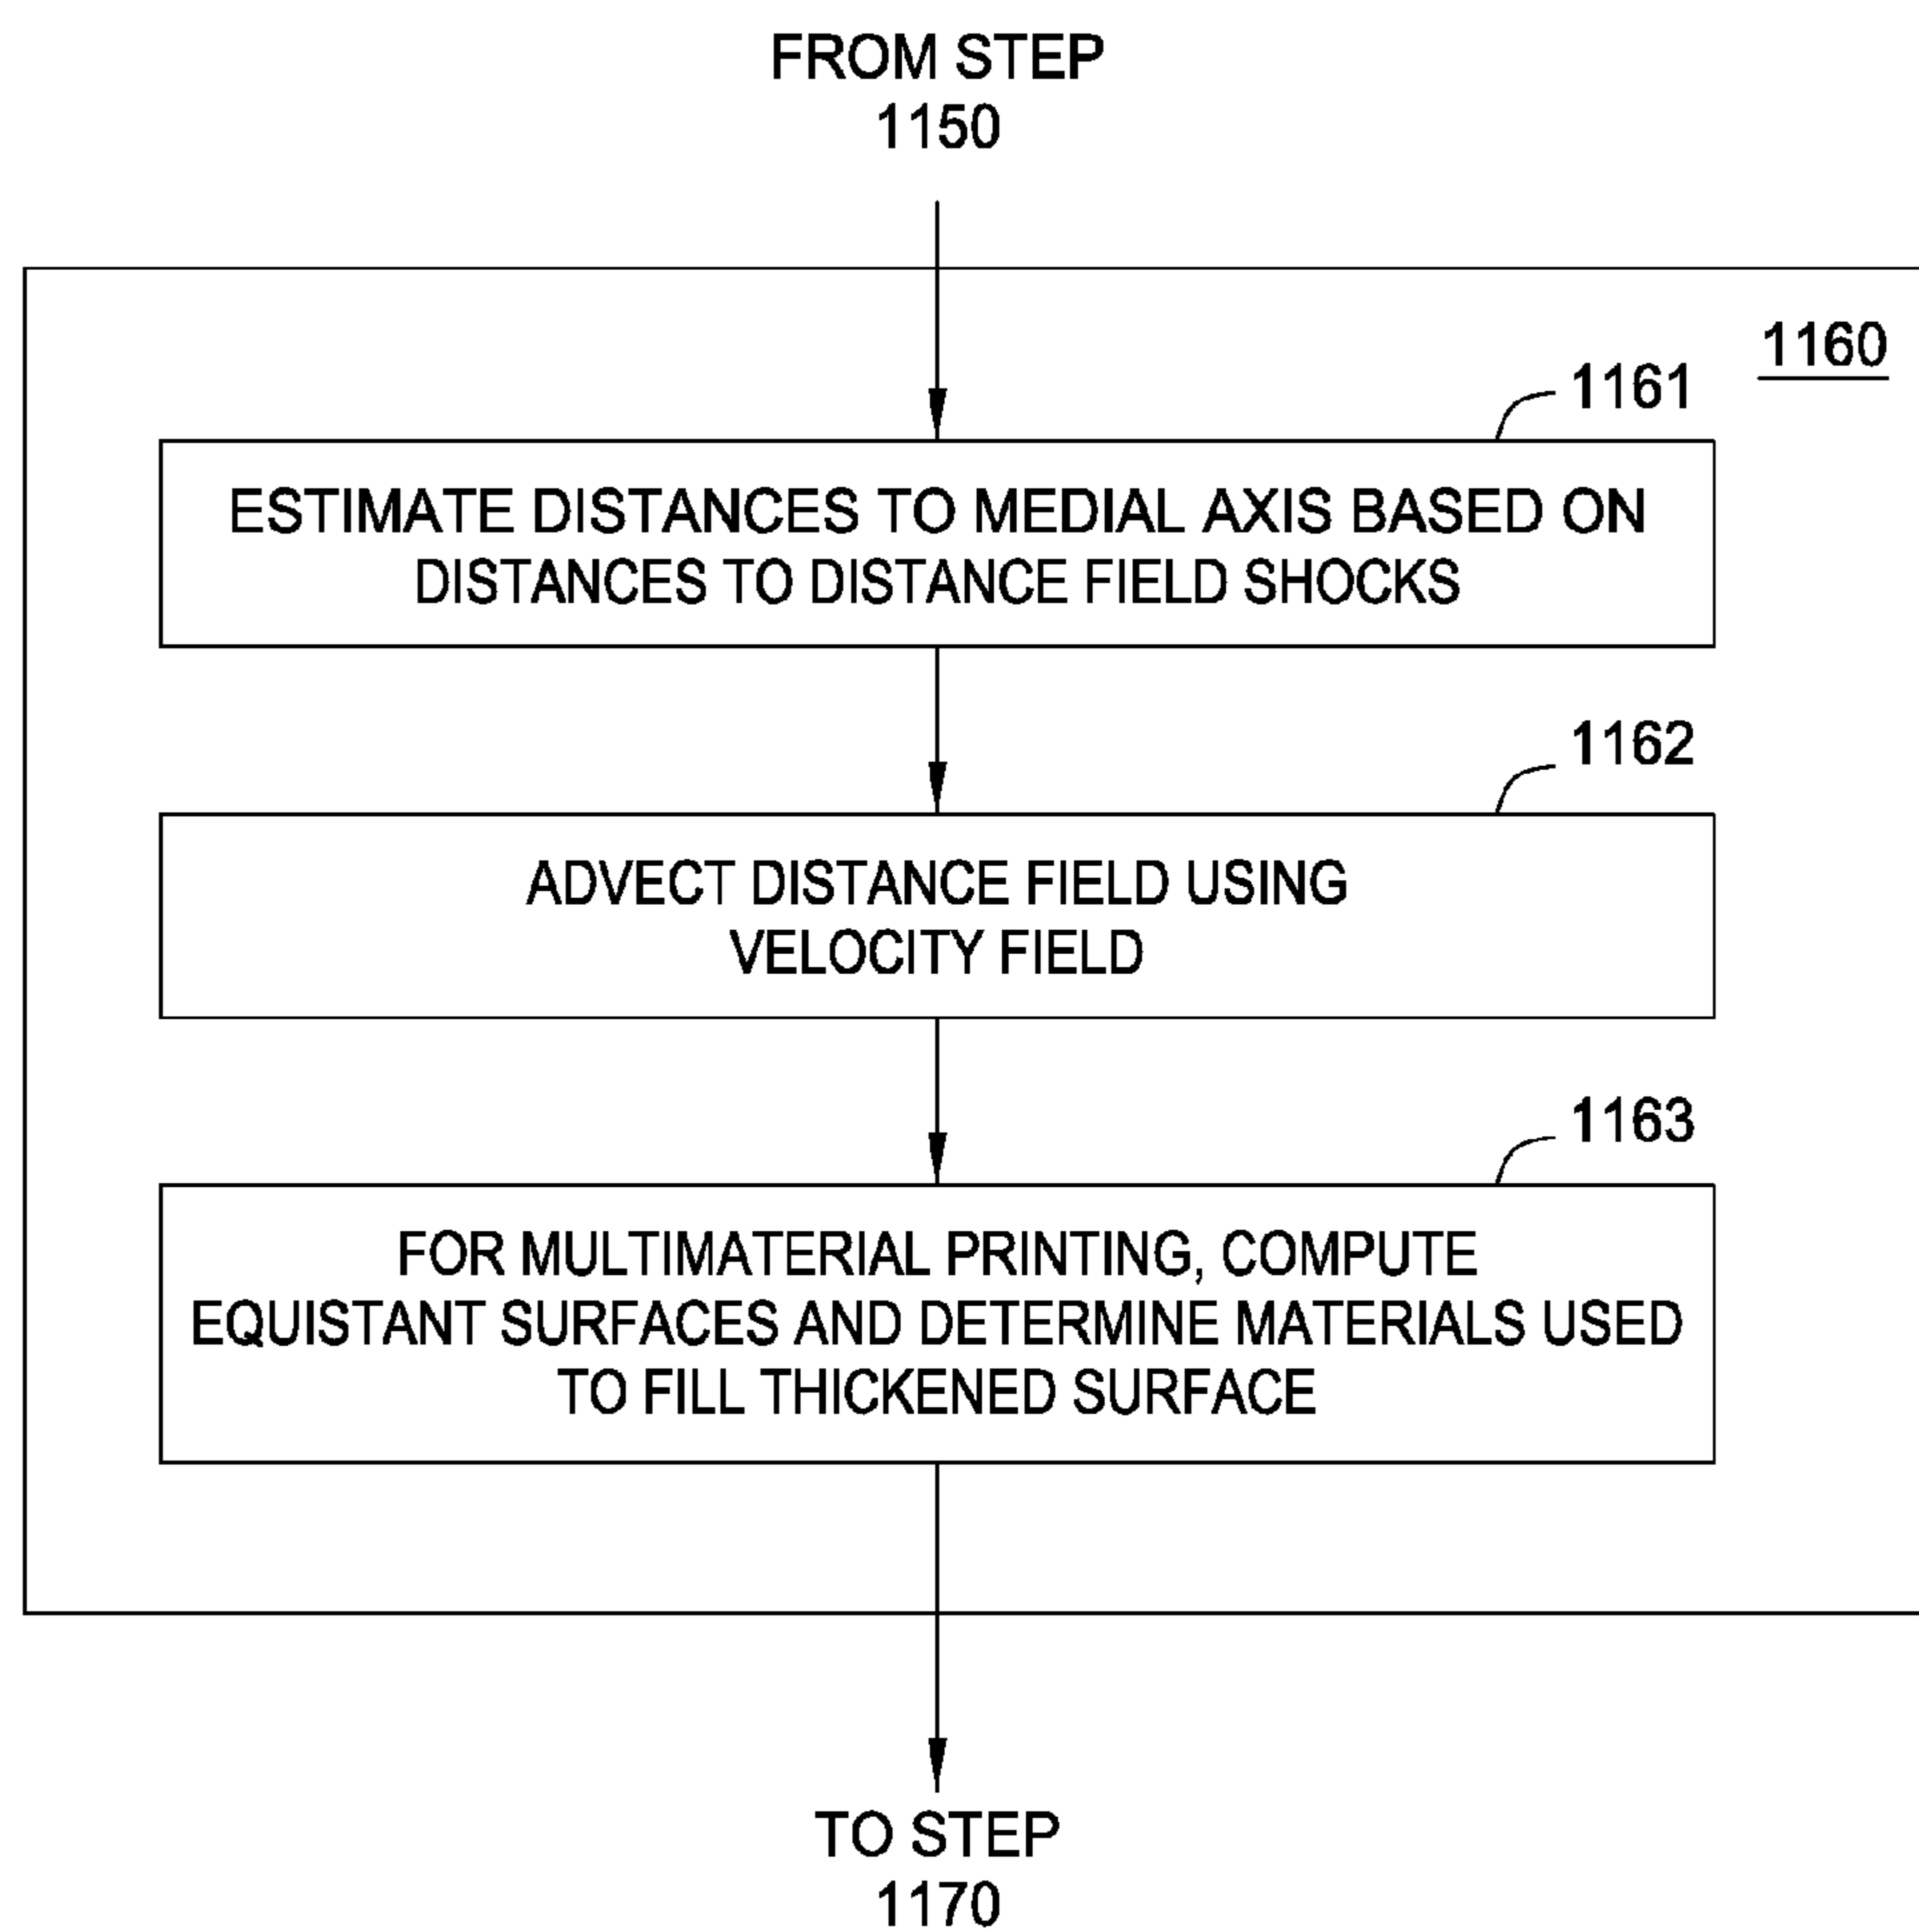 FROM STEP
1150
1160
1161
ESTIMATE DISTANCES TO MEDIAL AXIS BASED ON
DISTANCES TO DISTANCE FIELD SHOCKS
1162
ADVECT DISTANCE FIELD USING
VELOCITY FIELD
1163
FOR MULTIMATERIAL PRINTING, COMPUTE
EQUISTANT SURFACES AND DETERMINE MATERIALS USED
TO FILL THICKENED SURFACE
TO STEP
1170